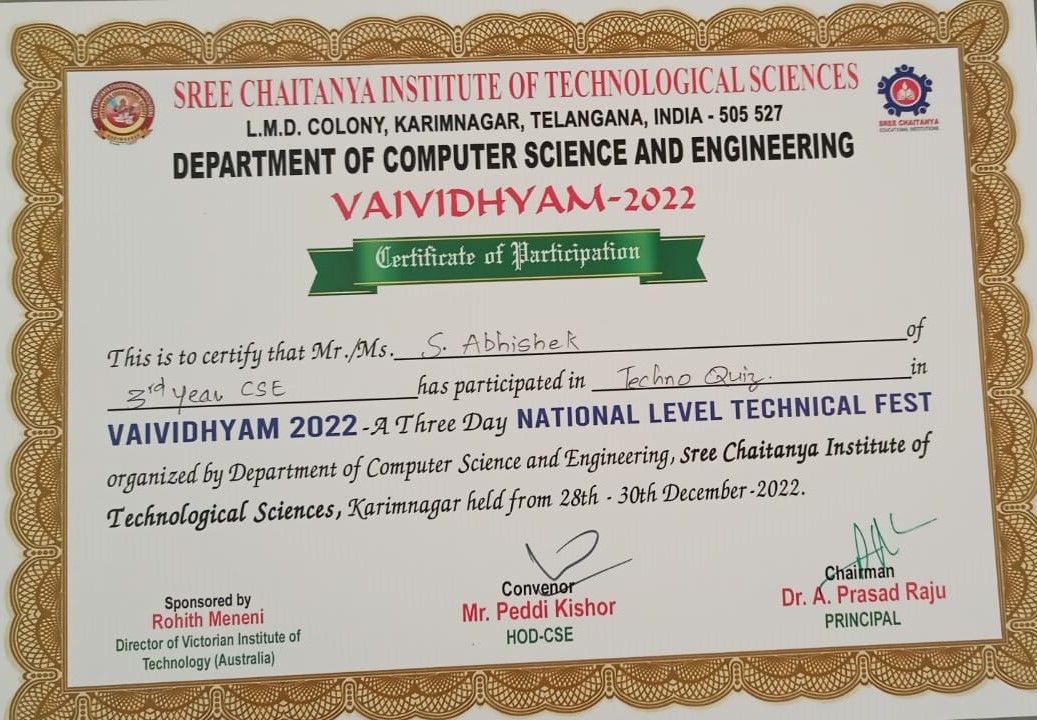 SREE CHAITANYA INSTITUTE OF TECHNOLOGICAL SCIENCES
L.M.D. COLONY, KARIMNAGAR, TELANGANA, INDIA - 505 527
SREE CHAITANYA
EDUCATIONAL INSTITUTIONS
DEPARTMENT OF COMPUTER SCIENCE AND ENGINEERING
VAIVIDHYAM-2022
Certificate of Participation
This is to certify that Mr./Ms. S. Abhishek of
3rd Year CSE has participated in Techno Quiz. in
VAIVIDHYAM 2022 -A Three Day NATIONAL LEVEL TECHNICAL FEST
organized by Department of Computer Science and Engineering, Sree Chaitanya Institute of
Technological Sciences, Karimnagar held from 28th - 30th December-2022.
Sponsored by
Rohith Meneni
Director of Victorian Institute of
Technology (Australia)
Convenor
Mr. Peddi Kishor
HOD-CSE
Chairman
Dr. A. Prasad Raju
PRINCIPAL